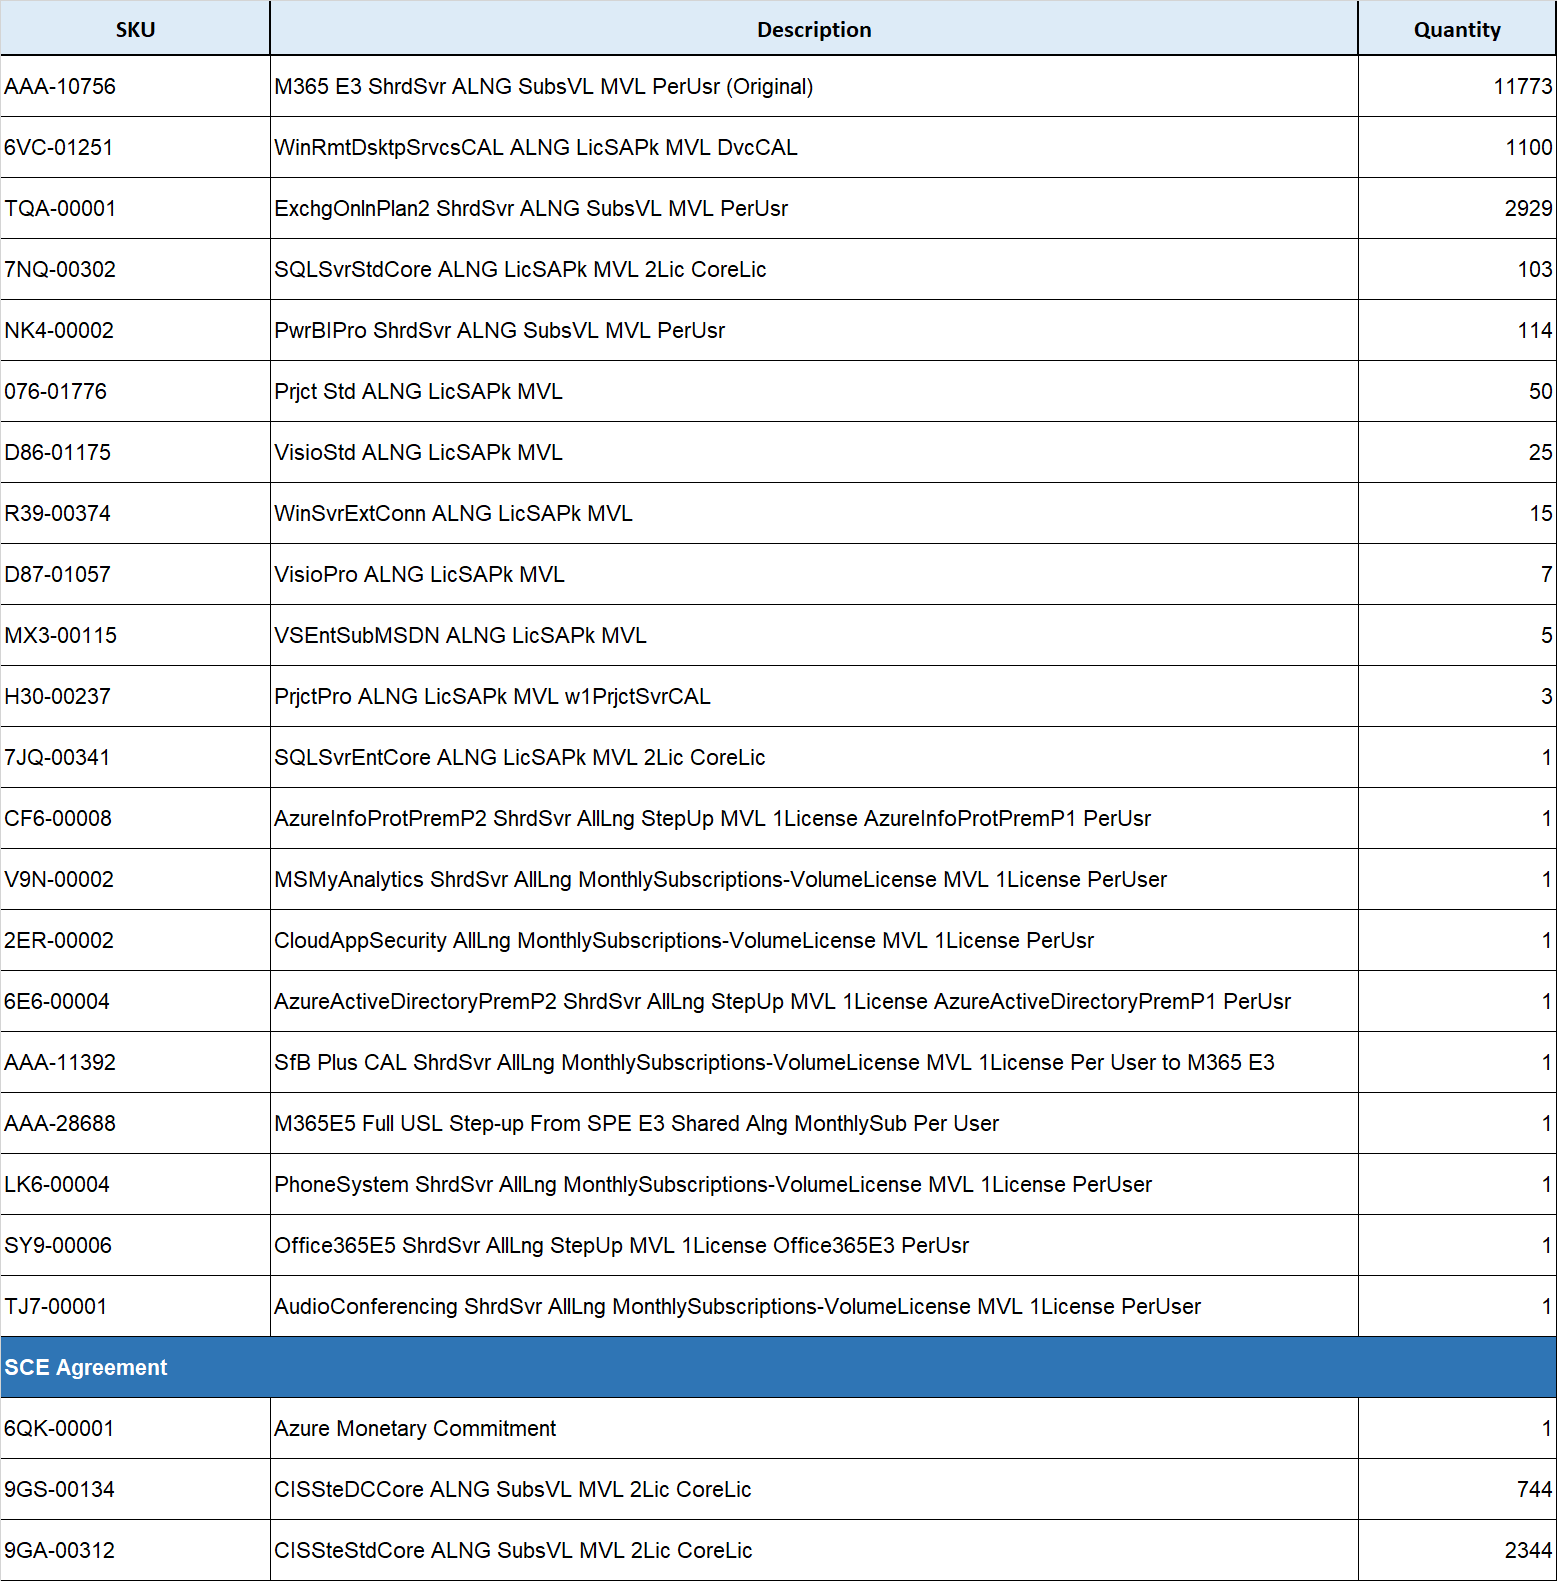 SKU Description Quantity
AAA-10756 M365 E3 ShrdSvr ALNG SubsVL MVL PerUsr (Original) 11773
6VC-01251 WinRmtDsktpSrvcsCAL ALNG LicSAPk MVL DvcCAL 1100
TQA-00001 ExchgOnlnPlan2 ShrdSvr ALNG SubsVL MVL PerUsr 2929
7NQ-00302 SQLSvrStdCore ALNG LicSAPk MVL 2Lic CoreLic 103
NK4-00002 PwrBIPro ShrdSvr ALNG SubsVL MVL PerUsr 114
076-01776 Prjct Std ALNG LicSAPk MVL 50
D86-01175 VisioStd ALNG LicSAPk MVL 25
R39-00374 WinSvrExtConn ALNG LicSAPk MVL 15
D87-01057 VisioPro ALNG LicSAPk MVL 7
MX3-00115 VSEntSubMSDN ALNG LicSAPk MVL 5
H30-00237 PrjctPro ALNG LicSAPk MVL w1PrjctSvrCAL 3
7JQ-00341 SQLSvrEntCore ALNG LicSAPk MVL 2Lic CoreLic 1
CF6-00008 AzureInfoProtPremP2 ShrdSvr AllLng StepUp MVL 1License AzureInfoProtPremP1 PerUsr 1
V9N-00002 MSMyAnalytics ShrdSvr AllLng MonthlySubscriptions-VolumeLicense MVL 1License PerUser 1
2ER-00002 CloudAppSecurity AllLng MonthlySubscriptions-VolumeLicense MVL 1License PerUsr 1
6E6-00004 AzureActiveDirectoryPremP2 ShrdSvr AllLng StepUp MVL 1License AzureActiveDirectoryPremP1 PerUsr 1
AAA-11392 SfB Plus CAL ShrdSvr AllLng MonthlySubscriptions-VolumeLicense MVL 1License Per User to M365 E3 1
AAA-28688 M365E5 Full USL Step-up From SPE E3 Shared Alng MonthlySub Per User 1
LK6-00004 PhoneSystem ShrdSvr AllLng MonthlySubscriptions-VolumeLicense MVL 1License PerUser 1
SY9-00006 Office365E5 ShrdSvr AllLng StepUp MVL 1License Office365E3 PerUsr 1
TJ7-00001 AudioConferencing ShrdSvr AllLng MonthlySubscriptions-VolumeLicense MVL 1License PerUser 1
SCE Agreement
6QK-00001 Azure Monetary Commitment 1
9GS-00134 CISSteDCCore ALNG SubsVL MVL 2Lic CoreLic 744
9GA-00312 CISSteStdCore ALNG SubsVL MVL 2Lic CoreLic 2344